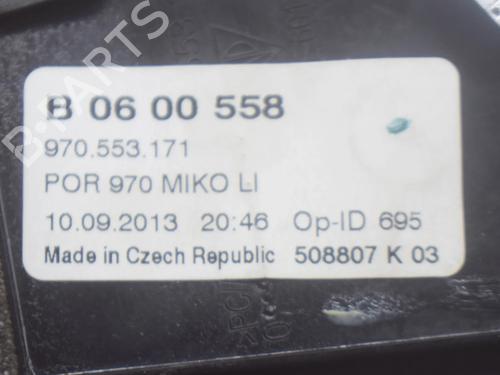 B 06 00 558
970.553.171
POR 970 MIKO LI
10.09.2013 20:46 Op-ID 695
Made in Czech Republic 508807 K 03
B-PARTS